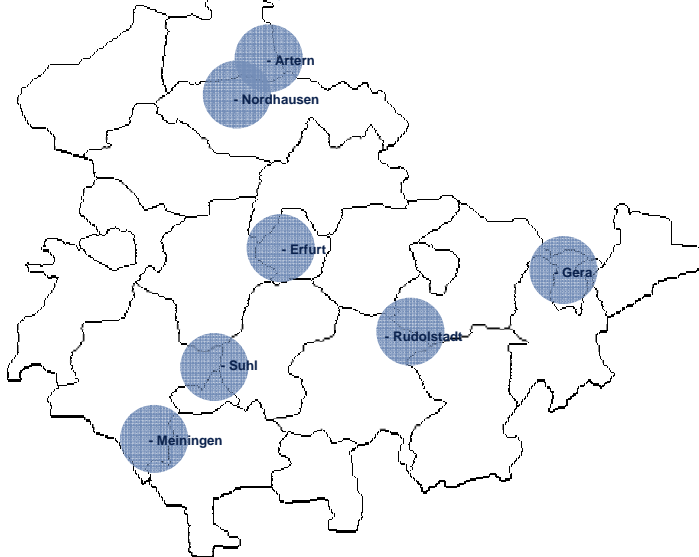 - Artern
- Nordhausen
- Erfurt
- Gera
- Rudolstadt
- Suhl
- Meiningen